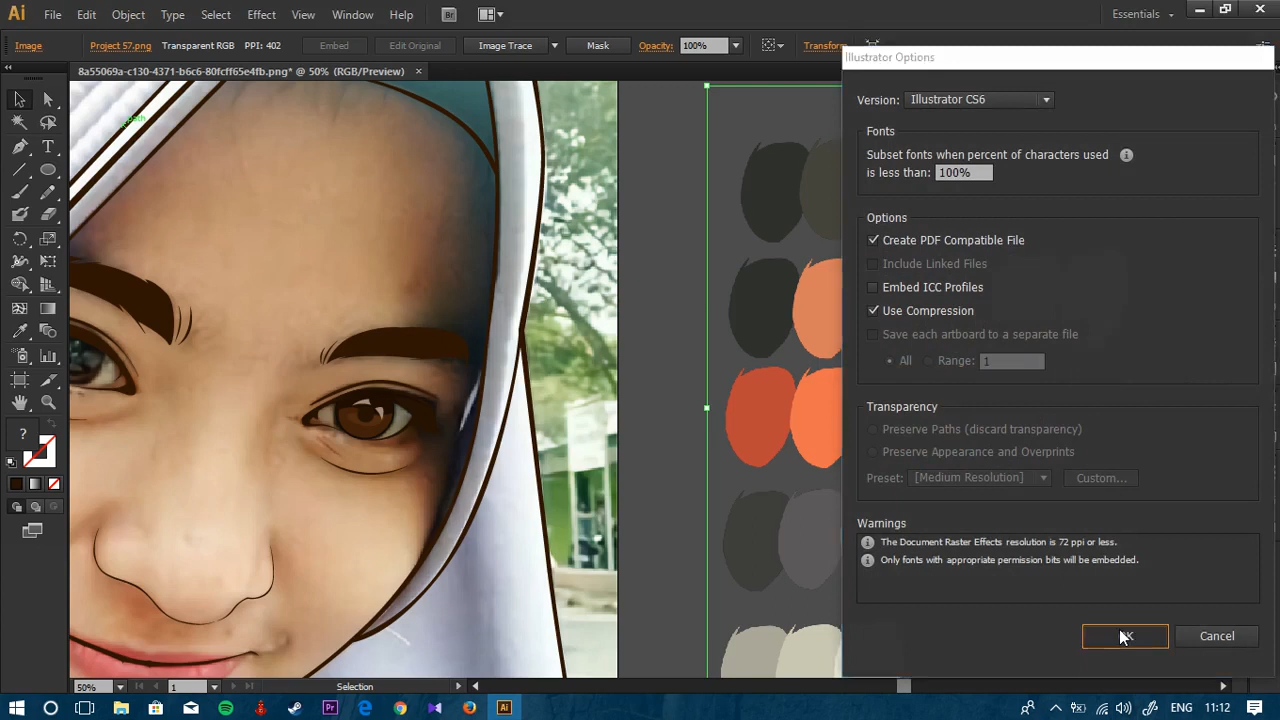 Ai File Edit Object Type Select Effect View Window Help Br Essentials
Image Project 57.png Transparent RGB PPI: 402 Embed Edit Original Image Trace Mask Opacity: 100% Transform
8a55069a-c130-4371-b6c6-80fcff65e4fb.png* @ 50% (RGB/Preview)
path
Illustrator Options
Version: Illustrator CS6
Fonts
Subset fonts when percent of characters used
is less than: 100%
Options
Create PDF Compatible File
Include Linked Files
Embed ICC Profiles
Use Compression
Save each artboard to a separate file
All Range: 1
Transparency
Preserve Paths (discard transparency)
Preserve Appearance and Overprints
Preset: [Medium Resolution] Custom...
Warnings
The Document Raster Effects resolution is 72 ppi or less.
Only fonts with appropriate permission bits will be embedded.
Cancel
?
50% 1 Selection
Pr Ai ENG 11:12